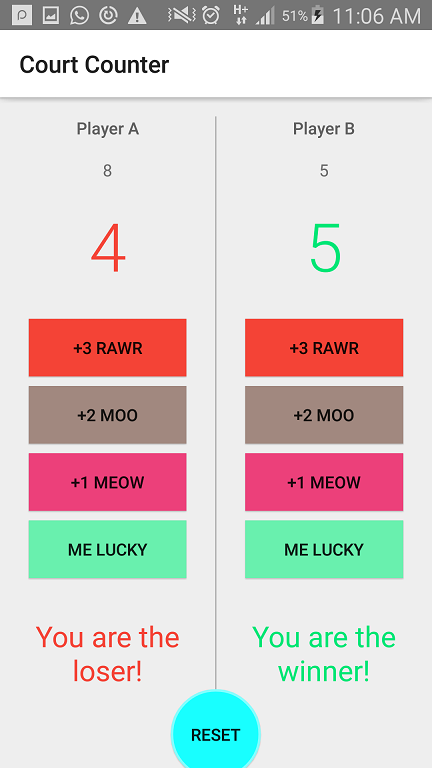 H+
51%
11:06 AM
Court Counter
Player A
Player B
8
5
4
5
+3 RAWR
+3 RAWR
+2 MOO
+2 MOO
+1 MEOW
+1 MEOW
ME LUCKY
ME LUCKY
You are the
loser!
You are the
winner!
RESET